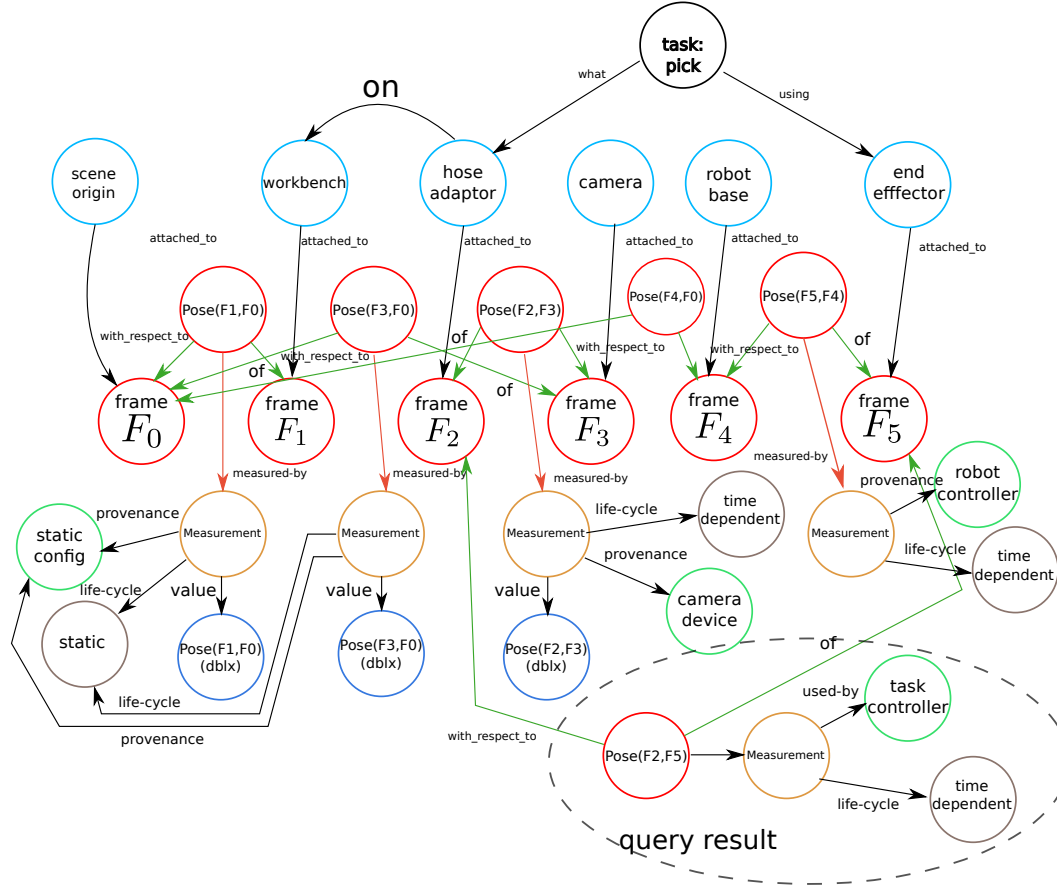 task:
pick
what
using
on
scene
origin
workbench
hose
adaptor
camera
robot
base
end
efffector
attached_to
attached_to
attached_to
attached_to
attached_to
attached_to
Pose(F1,F0)
Pose(F3,F0)
Pose(F2,F3)
Pose(F4,F0)
Pose(F5,F4)
with_respect_to
with_respect_to
of
with_respect_to
with_respect_to
of
of
of
frame
F0
frame
F1
frame
F2
frame
F3
frame
F4
frame
F5
measured-by
measured-by
measured-by
measured-by
provenance
static
config
Measurement
Measurement
Measurement
Measurement
life-cycle
time
dependent
provenance
robot
controller
life-cycle
time
dependent
provenance
life-cycle
value
value
value
static
Pose(F1,F0)
(dblx)
Pose(F3,F0)
(dblx)
Pose(F2,F3)
(dblx)
camera
device
life-cycle
provenance
of
with_respect_to
used-by
task
controller
Pose(F2,F5)
Measurement
life-cycle
time
dependent
query result